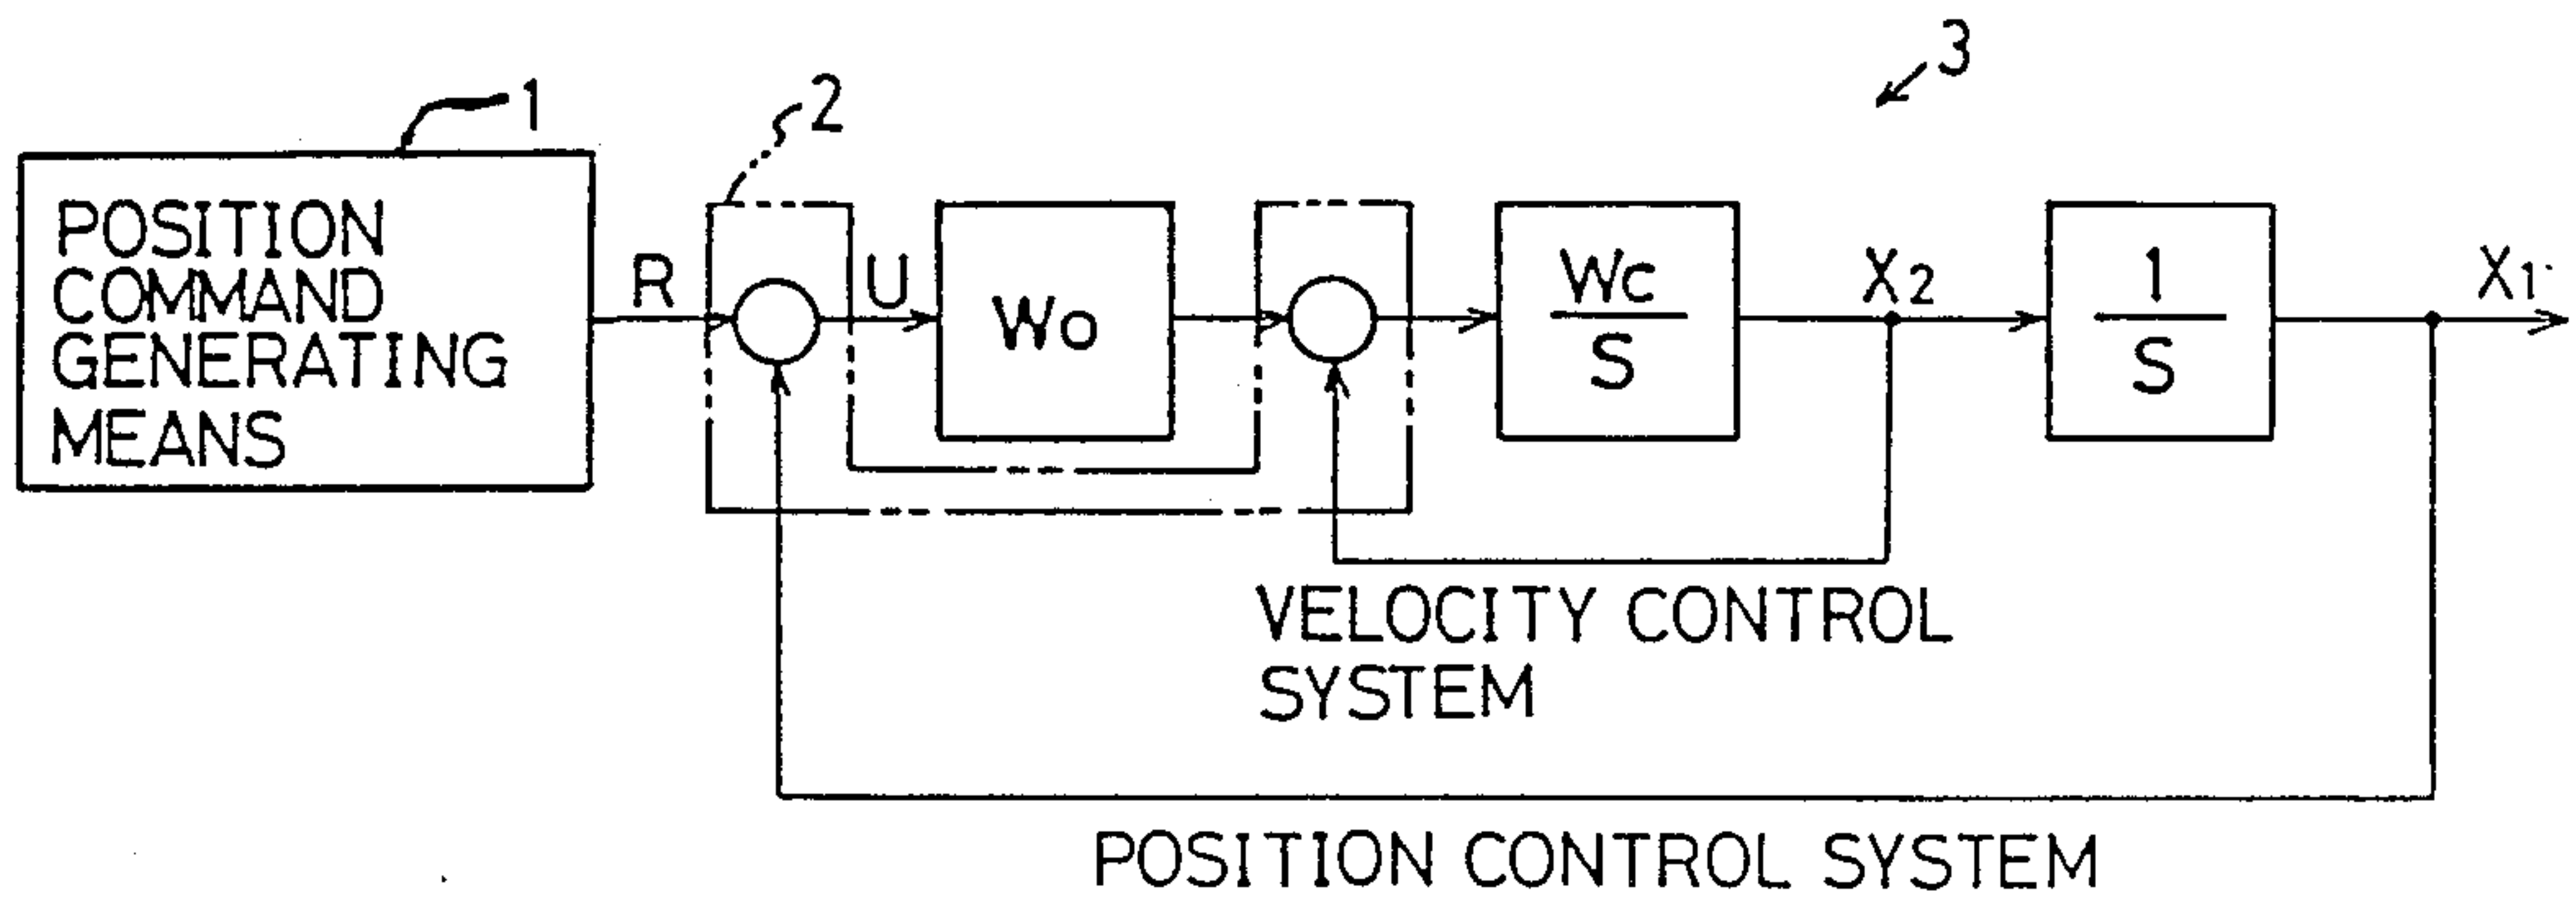 3
1
2
POSITION
COMMAND
GENERATING
MEANS
R
U
Wo
Wc
S
X2
1
S
X1
VELOCITY CONTROL
SYSTEM
POSITION CONTROL SYSTEM